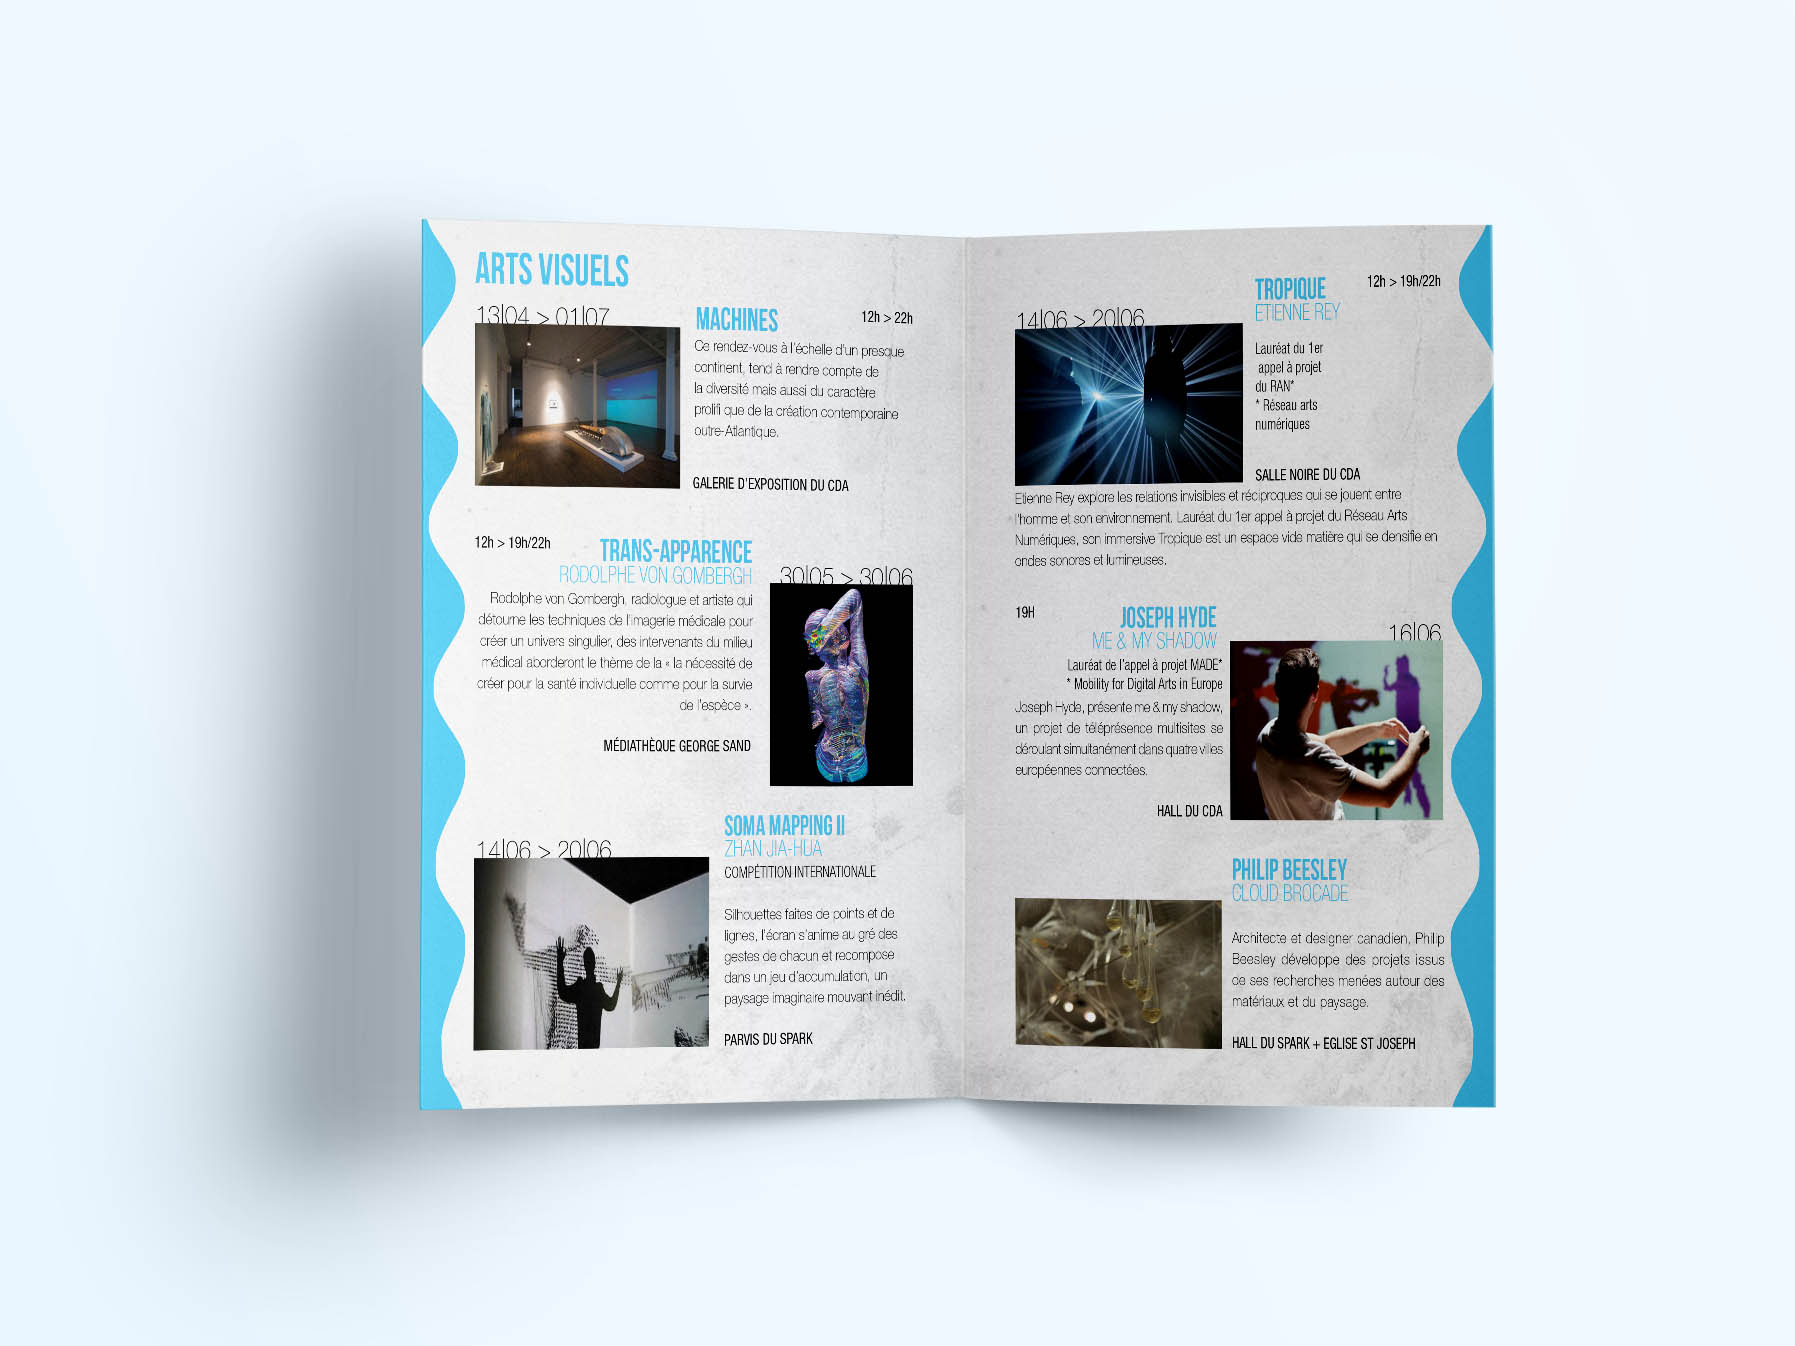 ARTS VISUELS
13|04 > 01|07
MACHINES
12h > 22h
Ce rendez-vous à l'échelle d'un presque
continent, tend à rendre compte de
la diversité mais aussi du caractère
prolifi que de la création contemporaine
outre-Atlantique.
GALERIE D'EXPOSITION DU CDA
12h > 19h/22h
TRANS-APPARENCE
RODOLPHE VON GOMBERGH
30|05 > 30|06
Rodolphe von Gombergh, radiologue et artiste qui
détourne les techniques de l'imagerie médicale pour
créer un univers singulier, des intervenants du milieu
médical aborderont le thème de la « la nécessité de
créer pour la santé individuelle comme pour la survie
de l'espèce ».
MÉDIATHÈQUE GEORGE SAND
14|06 > 20|06
SOMA MAPPING II
ZHAN JIA-HUA
COMPÉTITION INTERNATIONALE
Silhouettes faites de points et de
lignes, l'écran s'anime au gré des
gestes de chacun et recompose
dans un jeu d'accumulation, un
paysage imaginaire mouvant inédit.
PARVIS DU SPARK
14|06 > 20|06
TROPIQUE
ETIENNE REY
12h > 19h/22h
Lauréat du 1er
appel à projet
du RAN*
* Réseau arts
numériques
SALLE NOIRE DU CDA
Etienne Rey explore les relations invisibles et réciproques qui se jouent entre
l'homme et son environnement. Lauréat du 1er appel à projet du Réseau Arts
Numériques, son immersive Tropique est un espace vide matière qui se densifie en
ondes sonores et lumineuses.
19H
JOSEPH HYDE
ME & MY SHADOW
16|06
Lauréat de l'appel à projet MADE*
* Mobility for Digital Arts in Europe
Joseph Hyde, présente me & my shadow,
un projet de téléprésence multisites se
déroulant simultanément dans quatre villes
européennes connectées.
HALL DU CDA
PHILIP BEESLEY
CLOUD BROCADE
Architecte et designer canadien, Philip
Beesley développe des projets issus
de ses recherches menées autour des
matériaux et du paysage.
HALL DU SPARK + EGLISE ST JOSEPH